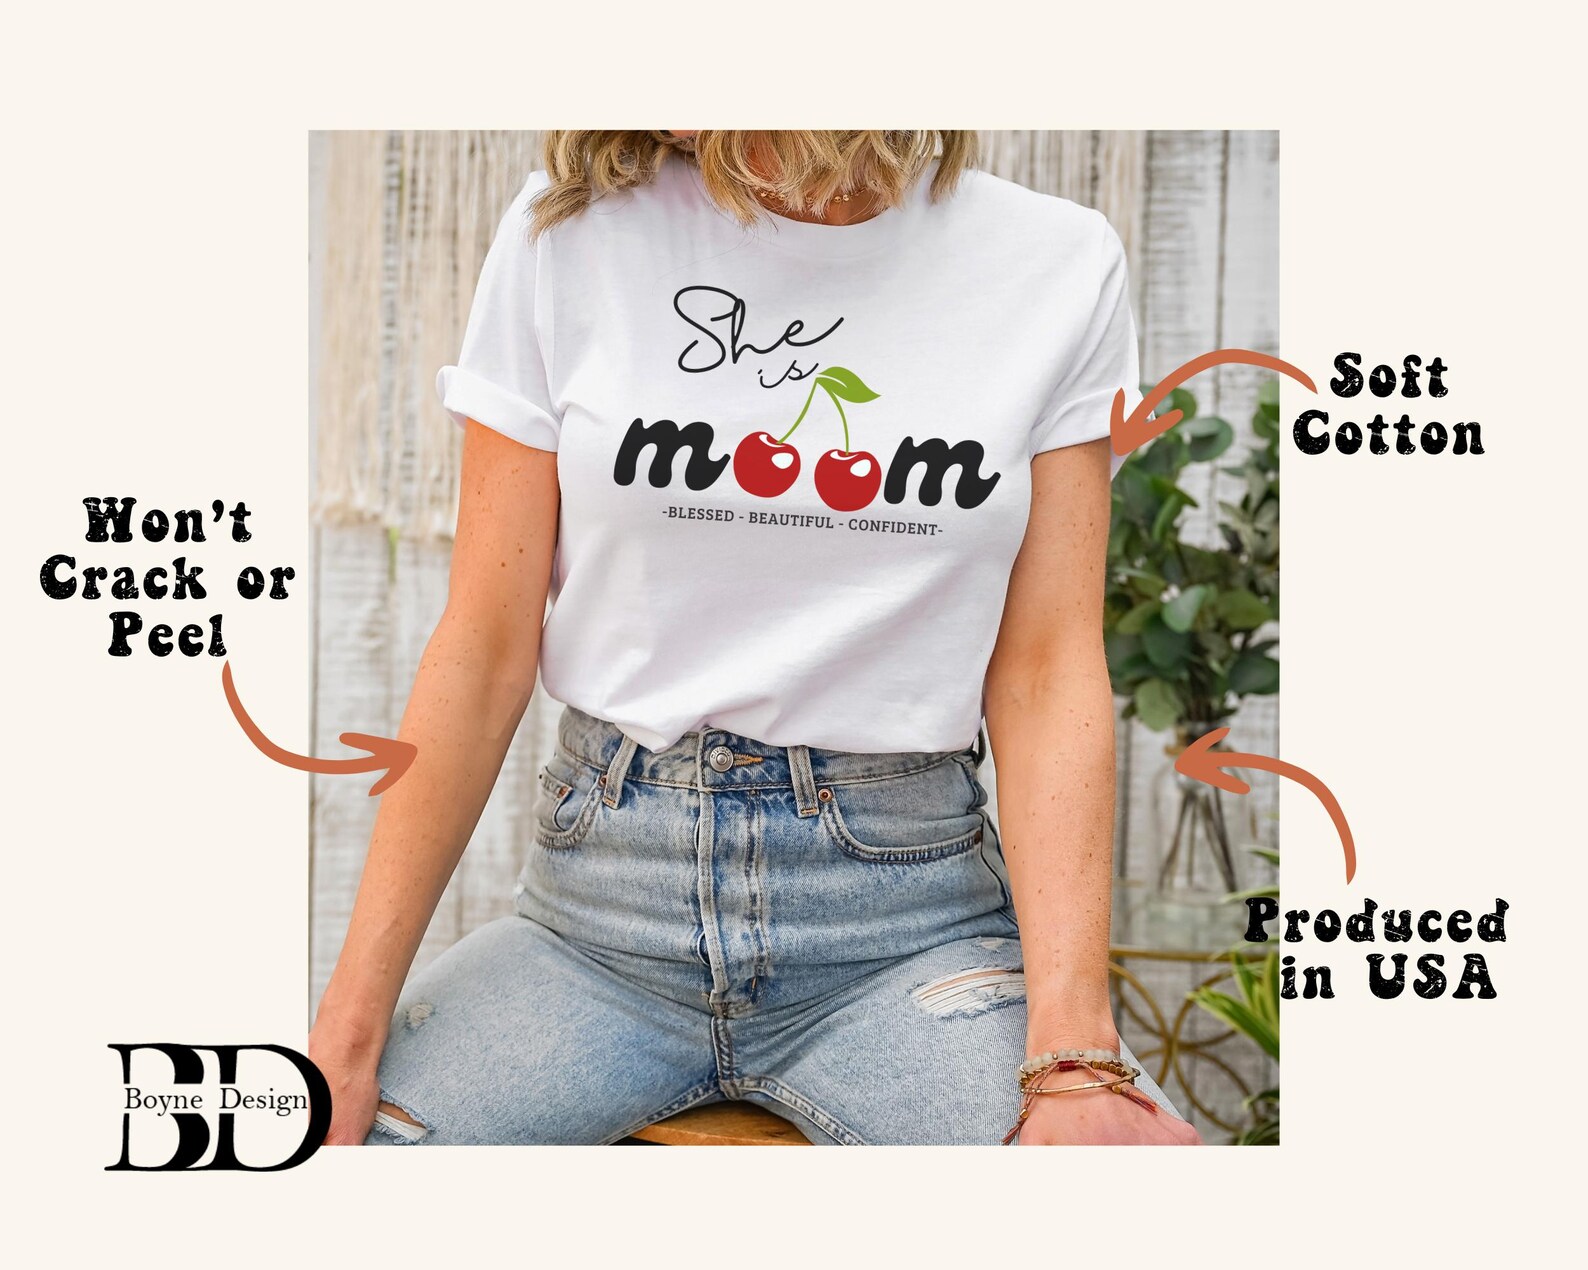 She
is
moom
-BLESSED - BEAUTIFUL - CONFIDENT-
Soft
Cotton
Won't
Crack or
Peel
Produced
in USA
BD
Boyne Design